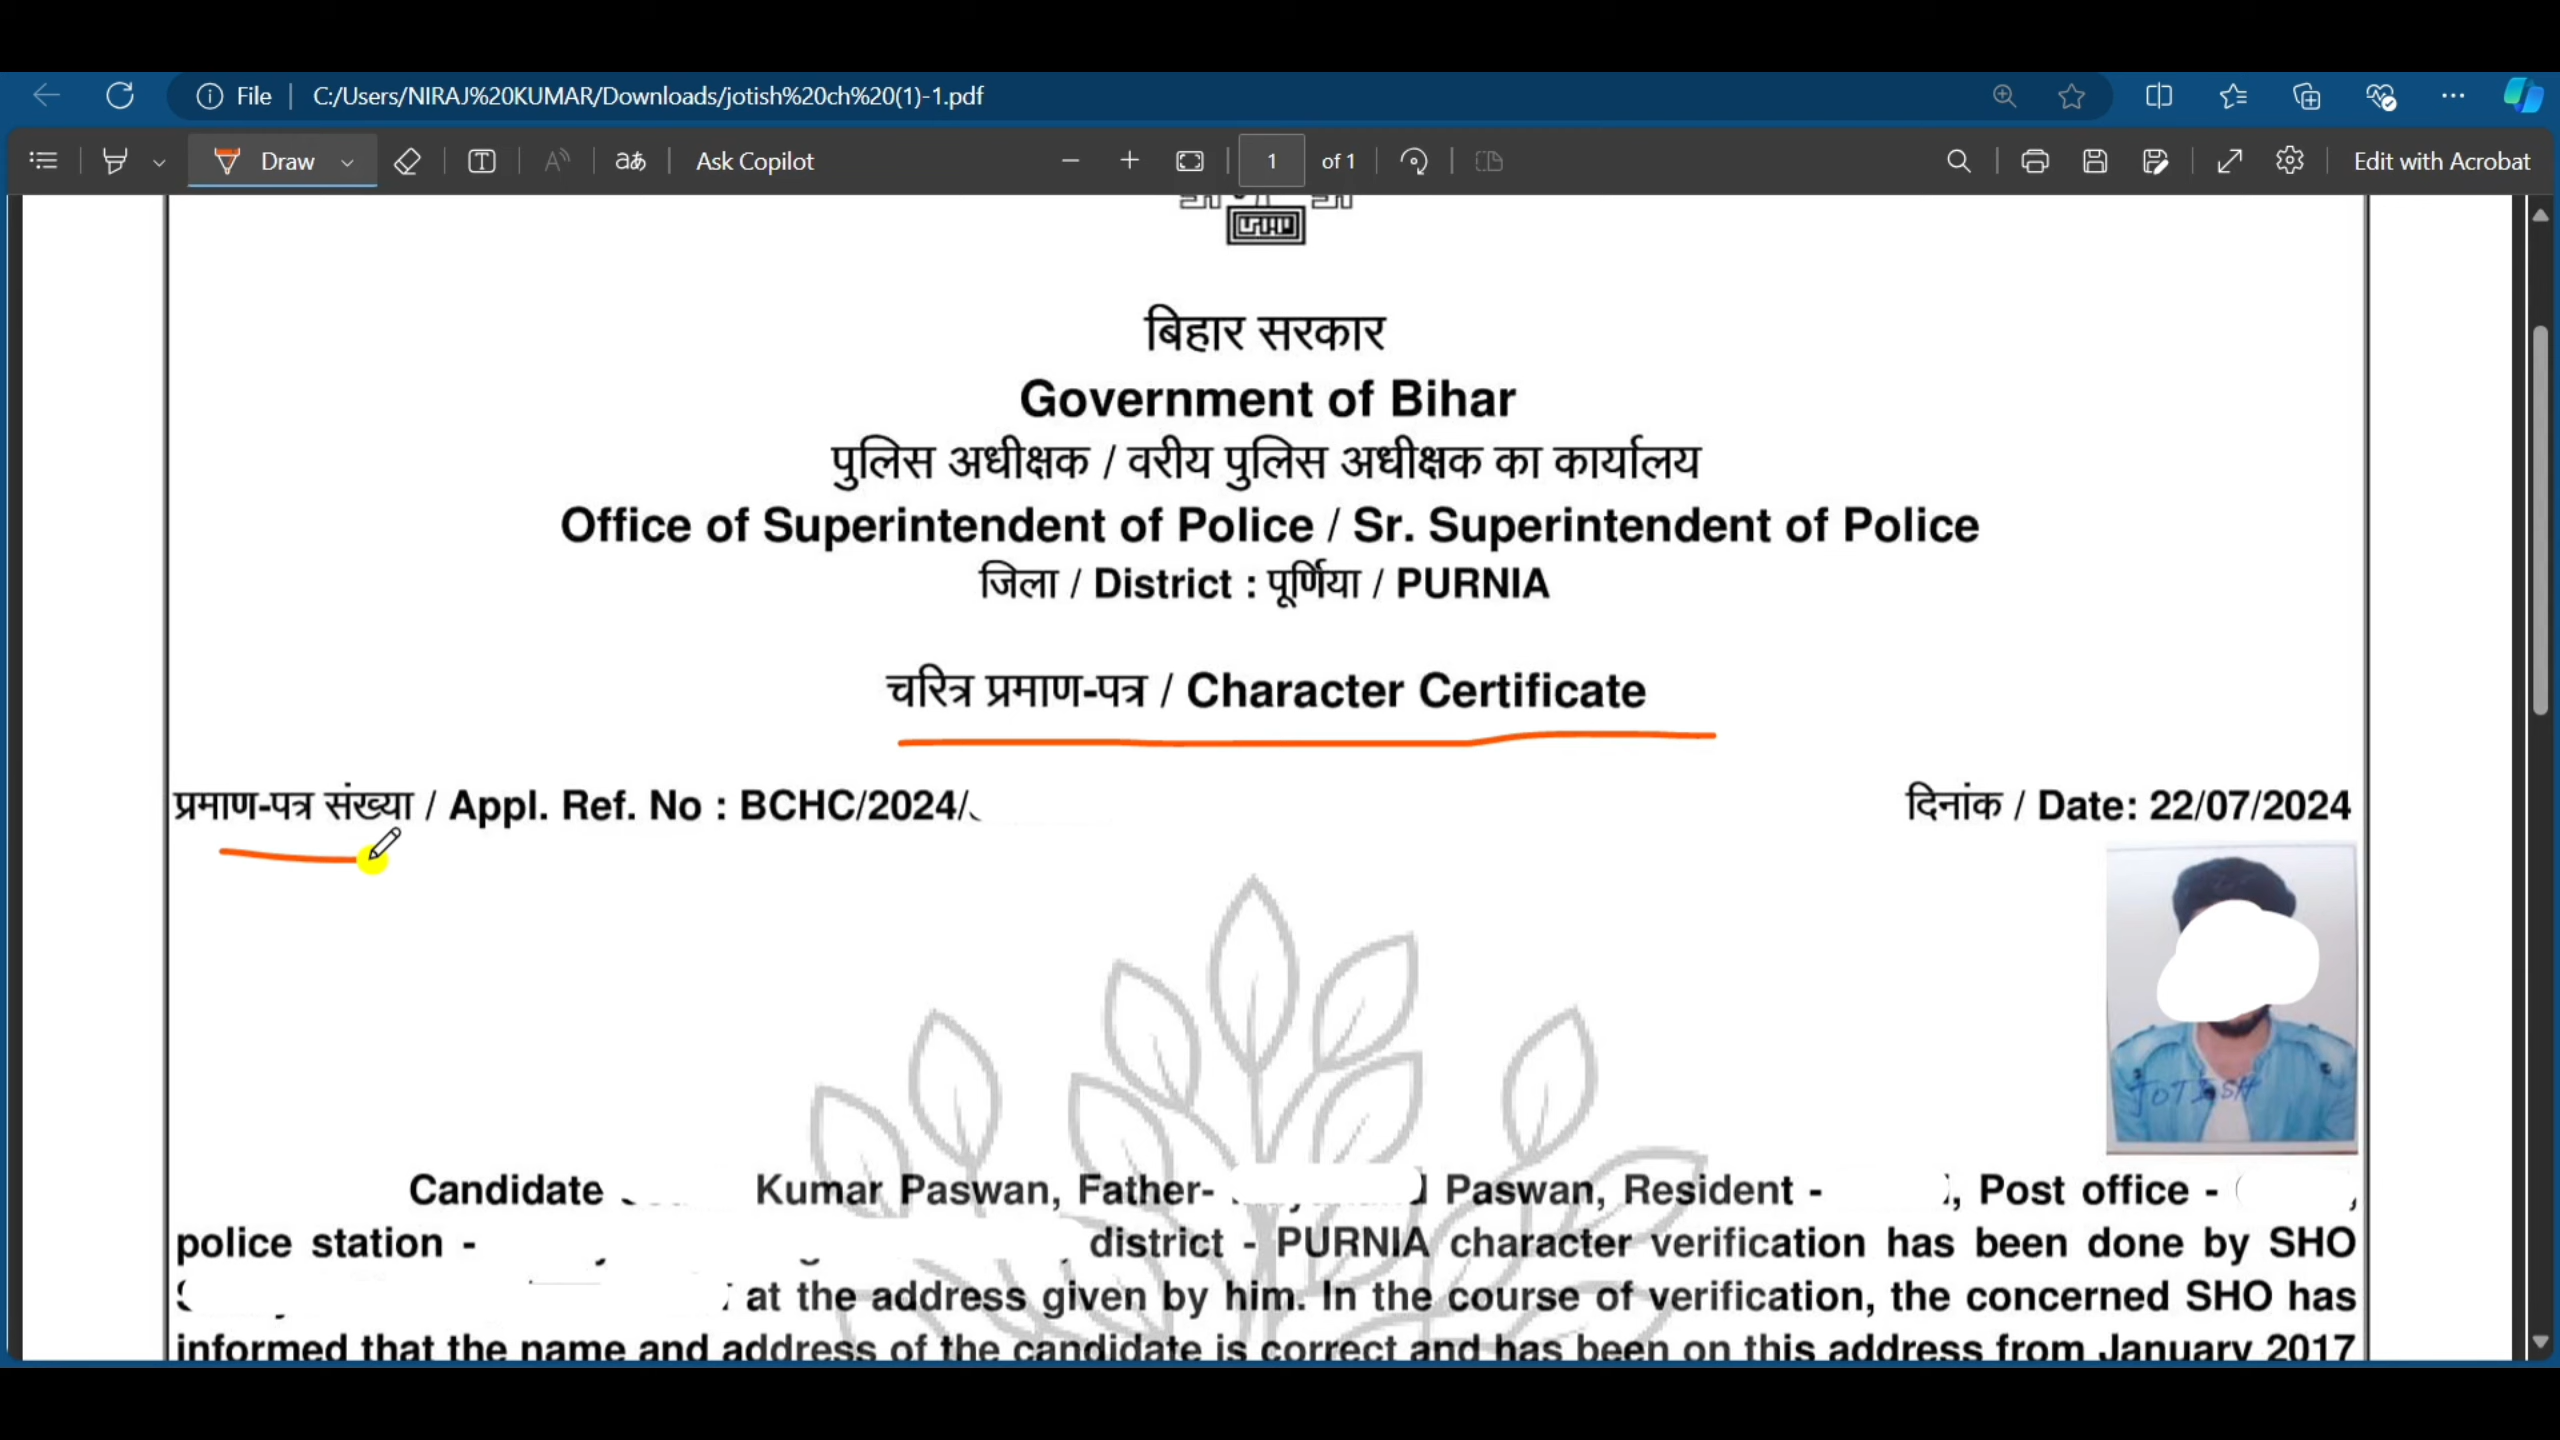 File C:/Users/NIRAJ%20KUMAR/Downloads/jotish%20ch%20(1)-1.pdf
Draw aあ Ask Copilot 1 of 1 Edit with Acrobat
बिहार सरकार
Government of Bihar
पुलिस अधीक्षक / वरीय पुलिस अधीक्षक का कार्यालय
Office of Superintendent of Police / Sr. Superintendent of Police
जिला / District : पूर्णिया / PURNIA
चरित्र प्रमाण-पत्र / Character Certificate
प्रमाण-पत्र संख्या / Appl. Ref. No : BCHC/2024/
दिनांक / Date: 22/07/2024
JOTISH
Candidate Kumar Paswan, Father- Paswan, Resident - , Post office -
police station - district - PURNIA character verification has been done by SHO
at the address given by him. In the course of verification, the concerned SHO has
informed that the name and address of the candidate is correct and has been on this address from January 2017